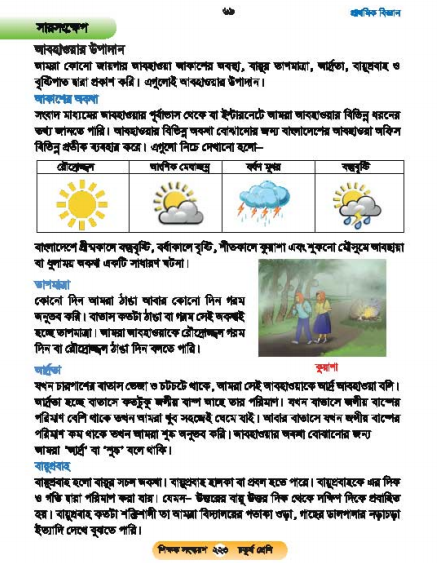 ৬৯
প্রাথমিক বিজ্ঞান
সারসংক্ষেপ
আবহাওয়ার উপাদান
আমরা কোনো জায়গার আবহাওয়া আকাশের অবস্থা, বায়ুর তাপমাত্রা, আর্দ্রতা, বায়ুপ্রবাহ ও
বৃষ্টিপাত দ্বারা প্রকাশ করি। এগুলোই আবহাওয়ার উপাদান।
আকাশের অবস্থা
সংবাদ মাধ্যমের আবহাওয়ার পূর্বাভাস থেকে বা ইন্টারনেটে আমরা আবহাওয়ার বিভিন্ন ধরনের
তথ্য জানতে পারি। আবহাওয়ার বিভিন্ন অবস্থা বোঝানোর জন্য বাংলাদেশের আবহাওয়া অফিস
বিভিন্ন প্রতীক ব্যবহার করে। এগুলো নিচে দেখানো হলো–
রৌদ্রোজ্জ্বল আংশিক মেঘাচ্ছন্ন বর্ষণ মুখর বজ্রবৃষ্টি
বাংলাদেশে গ্রীষ্মকালে বজ্রবৃষ্টি, বর্ষাকালে বৃষ্টি, শীতকালে কুয়াশা এবং শুকনো মৌসুমে আবছায়া
বা ধুলাময় অবস্থা একটি সাধারণ ঘটনা।
তাপমাত্রা
কোনো দিন আমরা ঠাণ্ডা আবার কোনো দিন গরম
অনুভব করি। বাতাস কতটা ঠাণ্ডা বা গরম সেই অবস্থাই
হচ্ছে তাপমাত্রা। আমরা আবহাওয়াকে রৌদ্রোজ্জ্বল গরম
দিন বা রৌদ্রোজ্জ্বল ঠাণ্ডা দিন বলতে পারি।
কুয়াশা
আর্দ্রতা
যখন চারপাশের বাতাস ভেজা ও চটচটে থাকে, আমরা সেই আবহাওয়াকে আর্দ্র আবহাওয়া বলি।
আর্দ্রতা হচ্ছে বাতাসে কতটুকু জলীয় বাষ্প আছে তার পরিমাণ। যখন বাতাসে জলীয় বাষ্পের
পরিমাণ বেশি থাকে তখন আমরা খুব সহজেই ঘেমে যাই। আবার বাতাসে যখন জলীয় বাষ্পের
পরিমাণ কম থাকে তখন আমরা শুষ্ক অনুভব করি। আবহাওয়ার অবস্থা বোঝানোর জন্য
আমরা 'আর্দ্র' বা 'শুষ্ক' বলে থাকি।
বায়ুপ্রবাহ
বায়ুপ্রবাহ হলো বায়ুর সচল অবস্থা। বায়ুপ্রবাহ হালকা বা প্রবল হতে পারে। বায়ুপ্রবাহকে এর দিক
ও গতি দ্বারা পরিমাপ করা যায়। যেমন– উত্তরের বায়ু উত্তর দিক থেকে দক্ষিণ দিকে প্রবাহিত
হয়। বায়ুপ্রবাহ কতটা শক্তিশালী তা আমরা বিদ্যালয়ের পতাকা ওড়া, গাছের ডালপালার নড়াচড়া
ইত্যাদি দেখে বুঝতে পারি।
শিক্ষক সংস্করণ ২২৩ চতুর্থ শ্রেণি